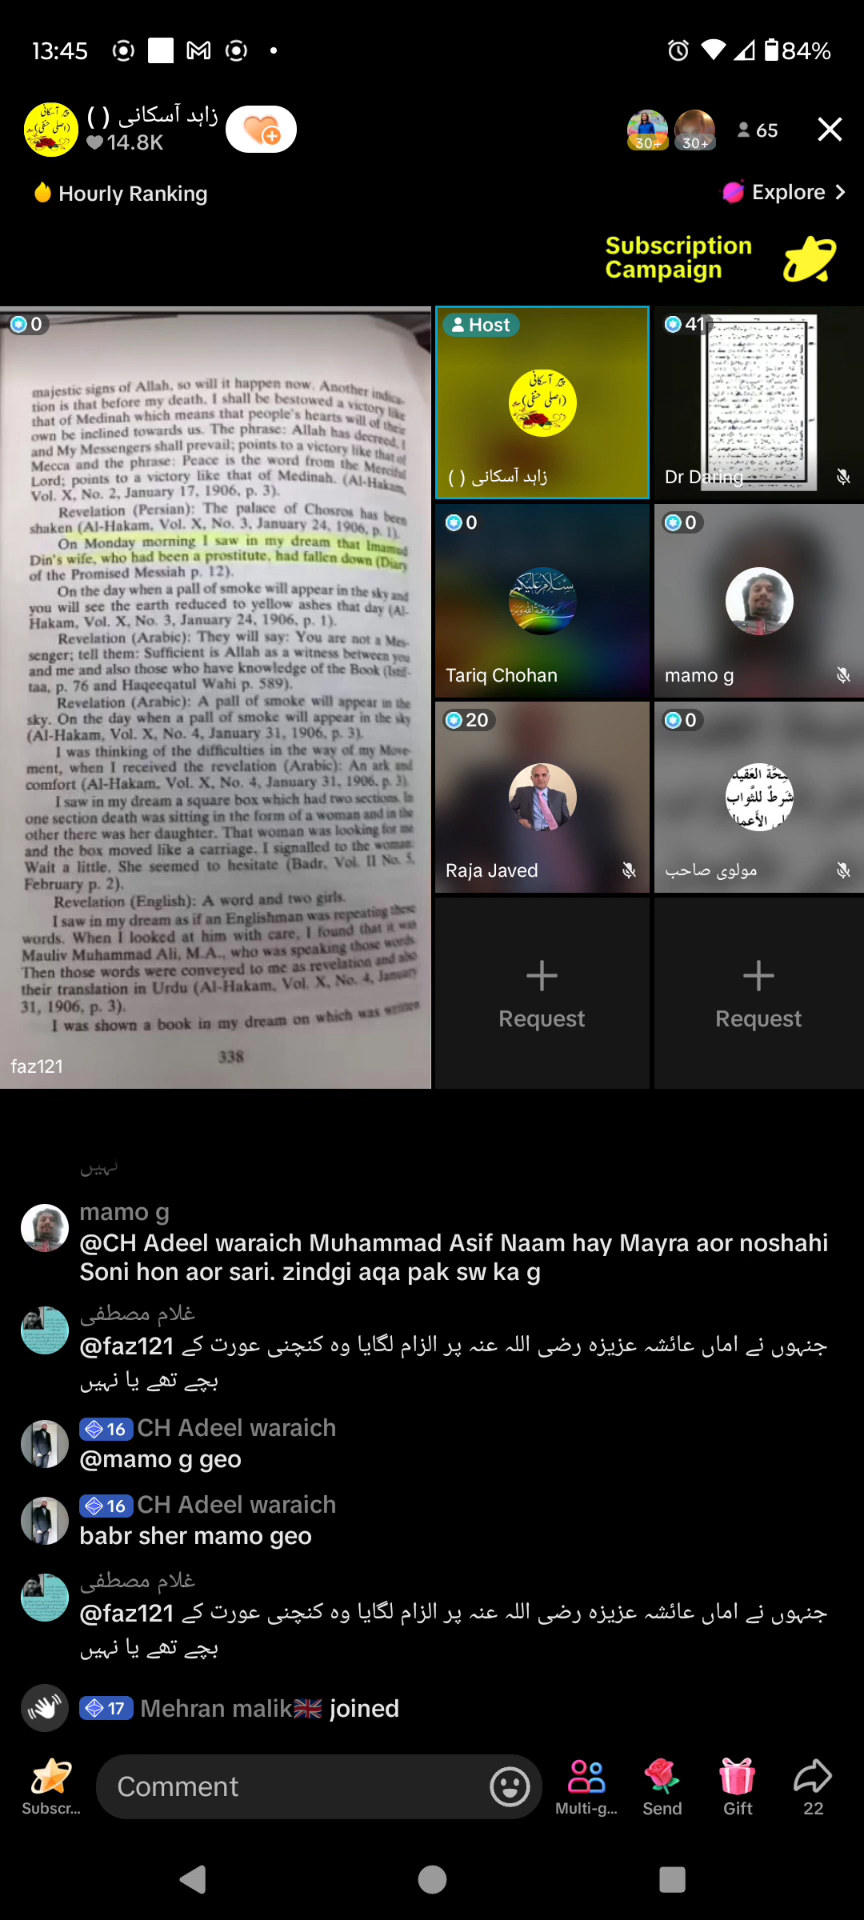 13:45
84%
زاہد آسکانی ( )
14.8K
30+
30+
65
Hourly Ranking
Explore
Subscription
Campaign
0
majestic signs of Allah, so will it happen now. Another indica-
tion is that before my death, I shall be bestowed a victory like
that of Medinah which means that people's hearts will of their
own be inclined towards us. The phrase: Allah has decreed, I
and My Messengers shall prevail; points to a victory like that of
Mecca and the phrase: Peace is the word from the Merciful
Lord; points to a victory like that of Medinah. (Al-Hakam,
Vol. X, No. 2, January 17, 1906, p. 3).
Revelation (Persian): The palace of Chosros has been
shaken (Al-Hakam, Vol. X, No. 3, January 24, 1906, p. 1).
On Monday morning I saw in my dream that Imamud
Din's wife, who had been a prostitute, had fallen down (Diary
of the Promised Messiah p. 12).
On the day when a pall of smoke will appear in the sky and
you will see the earth reduced to yellow ashes that day (Al-
Hakam, Vol. X, No. 3, January 24, 1906, p. 1).
Revelation (Arabic): They will say: You are not a Mes-
senger; tell them: Sufficient is Allah as a witness between you
and me and also those who have knowledge of the Book (Istif-
taa, p. 76 and Haqeeqatul Wahi p. 589).
Revelation (Arabic): A pall of smoke will appear in the
sky. On the day when a pall of smoke will appear in the sky
(Al-Hakam, Vol. X, No. 4, January 31, 1906, p. 3).
I was thinking of the difficulties in the way of my Move-
ment, when I received the revelation (Arabic): An ark and
comfort (Al-Hakam, Vol. X, No. 4, January 31, 1906, p. 3).
I saw in my dream a square box which had two sections. In
one section death was sitting in the form of a woman and in the
other there was her daughter. That woman was looking for me
and the box moved like a carriage. I signalled to the woman:
Wait a little. She seemed to hesitate (Badr, Vol. II No. 5,
February p. 2).
Revelation (English): A word and two girls.
I saw in my dream as if an Englishman was repeating these
words. When I looked at him with care, I found that it was
Mauliv Muhammad Ali, M.A., who was speaking those words.
Then those words were conveyed to me as revelation and also
their translation in Urdu (Al-Hakam, Vol. X, No. 4, January
31, 1906, p. 3).
I was shown a book in my dream on which was written
338
faz121
Host
پیر آسکانی
(اصلی حنفی)
زاہد آسکانی ( )
41
Dr Daring
0
Tariq Chohan
0
mamo g
20
Raja Javed
0
شرطٌ للثَّواب
مولوی صاحب
Request
Request
نہیں
mamo g
@CH Adeel waraich Muhammad Asif Naam hay Mayra aor noshahi
Soni hon aor sari. zindgi aqa pak sw ka g
غلام مصطفی
@faz121 جنہوں نے اماں عائشہ عزیزہ رضی اللہ عنہ پر الزام لگایا وہ کنچنی عورت کے
بچے تھے یا نہیں
16 CH Adeel waraich
@mamo g geo
16 CH Adeel waraich
babr sher mamo geo
غلام مصطفی
@faz121 جنہوں نے اماں عائشہ عزیزہ رضی اللہ عنہ پر الزام لگایا وہ کنچنی عورت کے
بچے تھے یا نہیں
17 Mehran malik joined
Comment
Subscr...
Multi-g...
Send
Gift
22